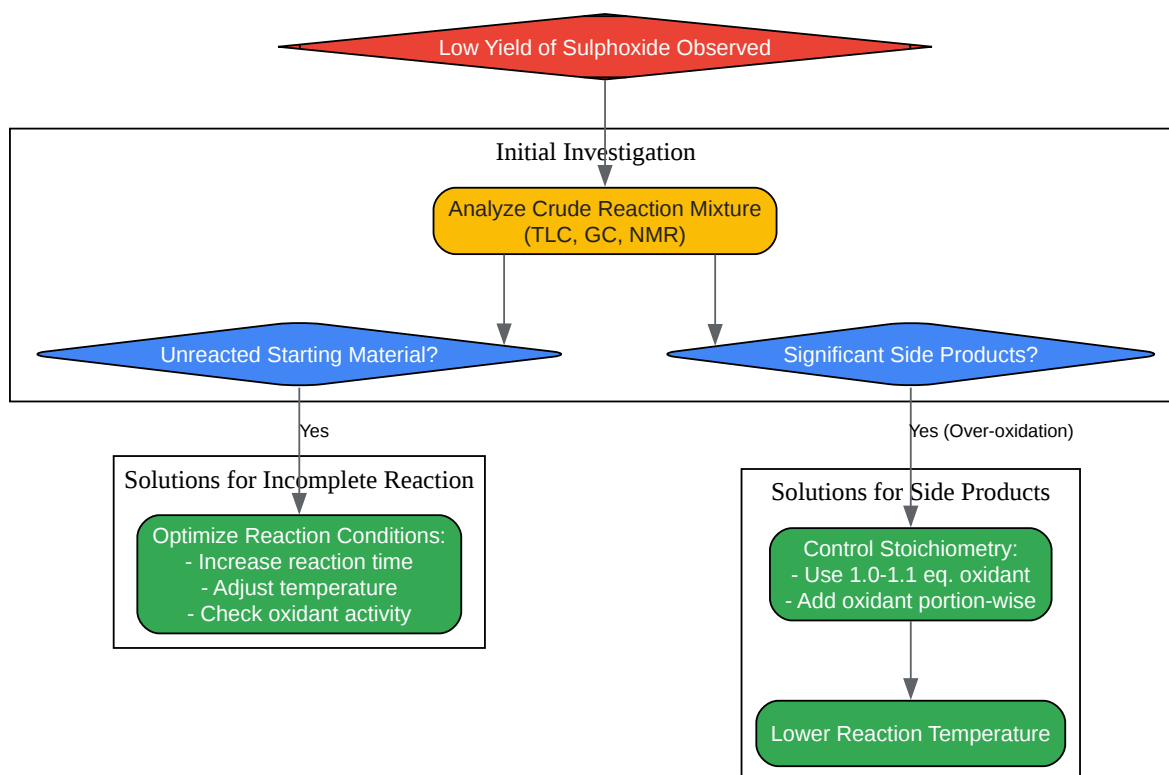 Low Yield of Sulphoxide Observed
Initial Investigation
Analyze Crude Reaction Mixture
(TLC, GC, NMR)
Unreacted Starting Material?
Significant Side Products?
Yes
Yes (Over-oxidation)
Solutions for Incomplete Reaction
Optimize Reaction Conditions:
- Increase reaction time
- Adjust temperature
- Check oxidant activity
Solutions for Side Products
Control Stoichiometry:
- Use 1.0-1.1 eq. oxidant
- Add oxidant portion-wise
Lower Reaction Temperature